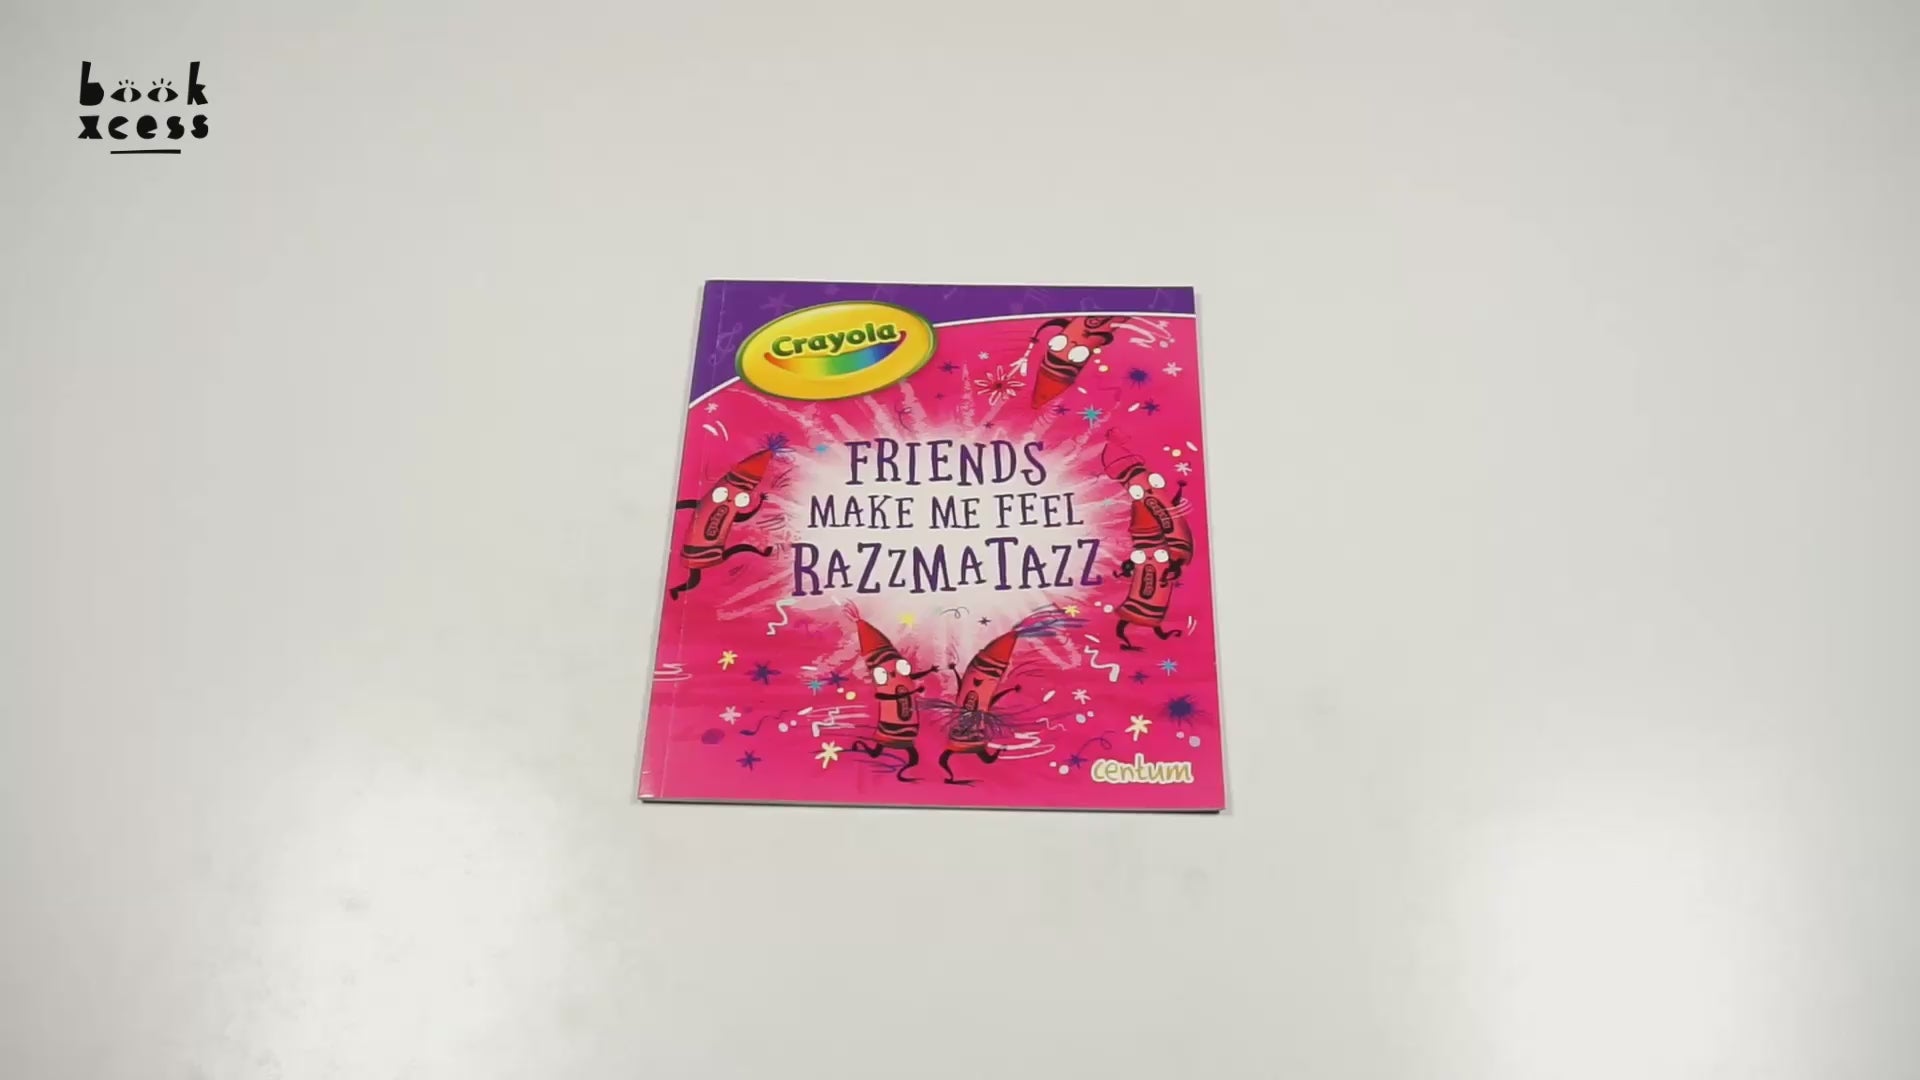 book
xcess
Crayola
FRIENDS
MAKE ME FEEL
RAZZMATAZZ
centum